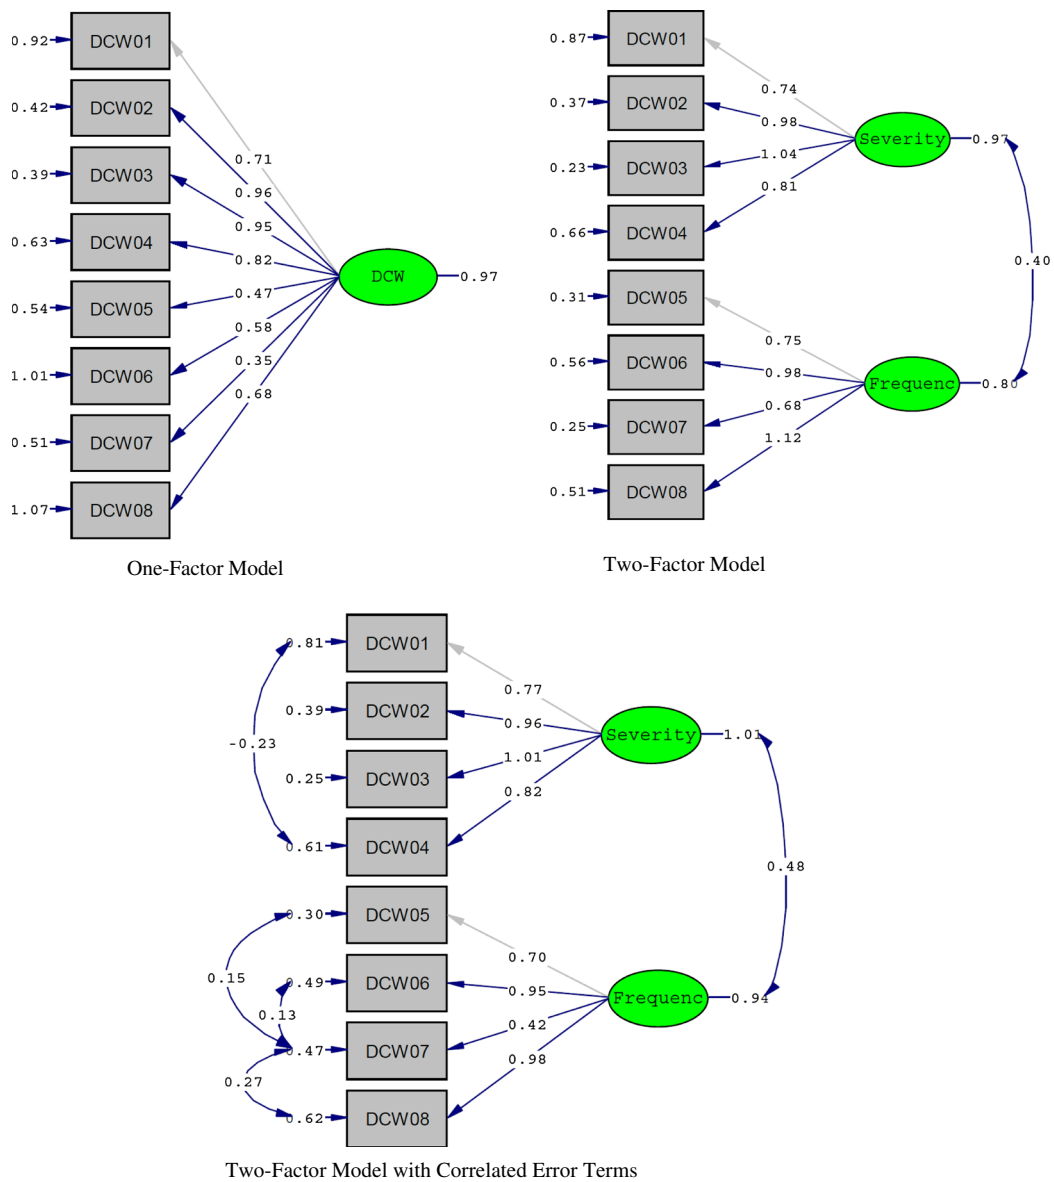 0.92 DCW01
0.42 DCW02
0.39 DCW03
0.63 DCW04
0.54 DCW05
1.01 DCW06
0.51 DCW07
1.07 DCW08
0.71
0.96
0.95
0.82
0.47
0.58
0.35
0.68
DCW 0.97
One-Factor Model
0.87 DCW01
0.37 DCW02
0.23 DCW03
0.66 DCW04
0.31 DCW05
0.56 DCW06
0.25 DCW07
0.51 DCW08
0.74
0.98
1.04
0.81
0.75
0.98
0.68
1.12
Severity 0.97
0.40
Frequenc 0.80
Two-Factor Model
0.81 DCW01
0.39 DCW02
0.25 DCW03
0.61 DCW04
0.30 DCW05
0.49 DCW06
0.47 DCW07
0.62 DCW08
-0.23
0.15
0.13
0.27
0.77
0.96
1.01
0.82
0.70
0.95
0.42
0.98
Severity 1.01
0.48
Frequenc 0.94
Two-Factor Model with Correlated Error Terms